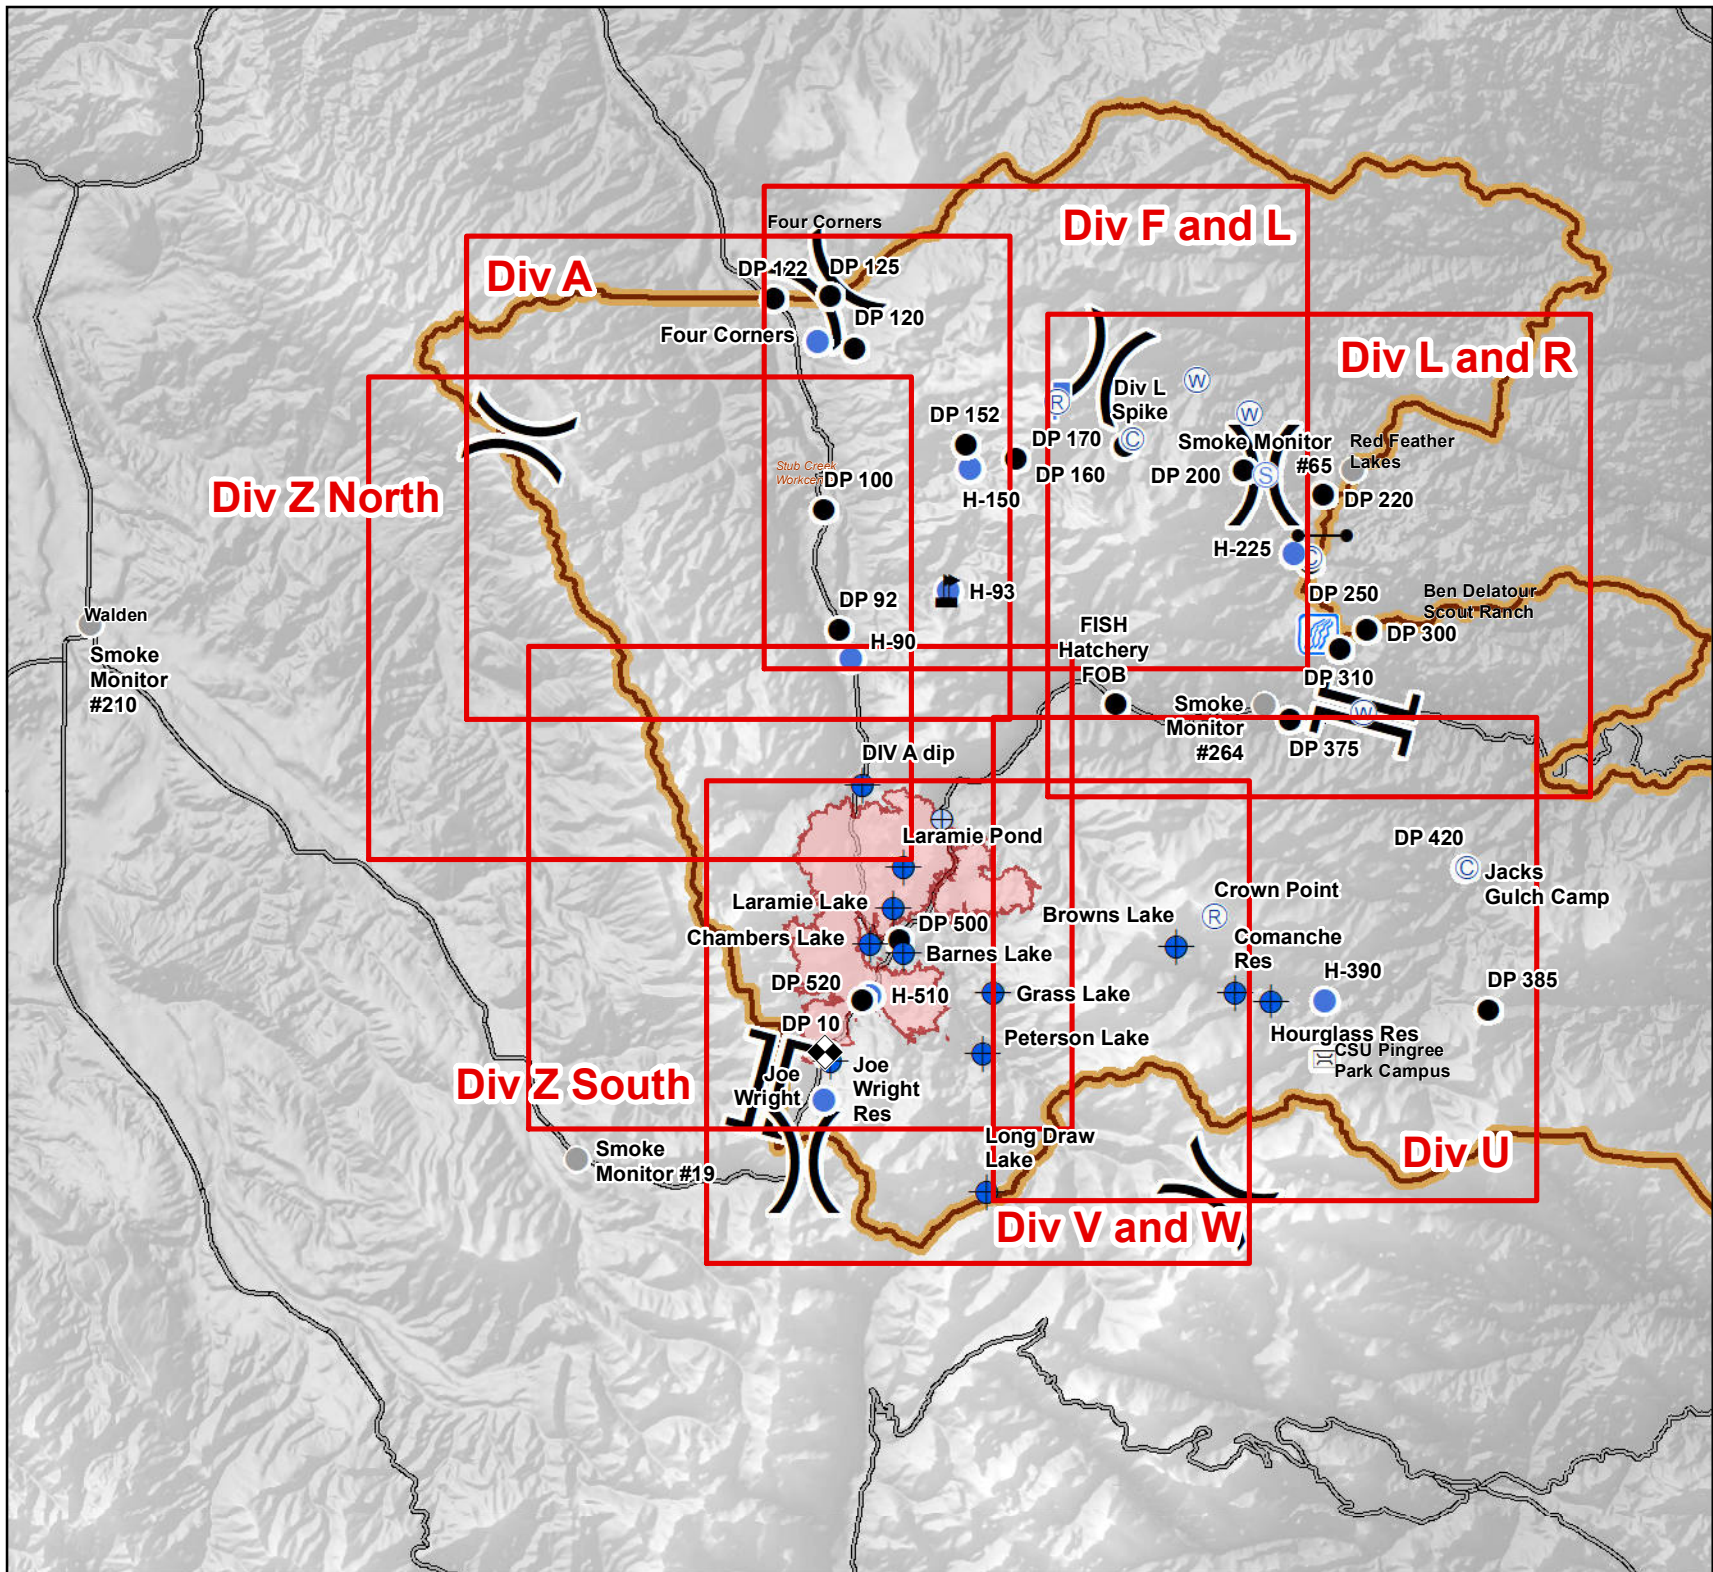 Four Corners
Div F and L
Div A
DP 122
DP 125
DP 120
Four Corners
Div L and R
Div L
Spike
W
R
W
DP 152
DP 170
C
Smoke Monitor
#65
Red Feather
Lakes
Stub Creek
DP 100
DP 160
DP 200
S
H-150
DP 220
Div Z North
H-225
C
H-93
DP 92
DP 250
Ben Delatour
Scout Ranch
Walden
FISH
Hatchery
FOB
DP 300
H-90
Smoke
Monitor
#210
DP 310
Smoke
Monitor
#264
W
DP 375
DIV A dip
Laramie Pond
DP 420
C
Jacks
Gulch Camp
Laramie Lake
Crown Point
Browns Lake
R
DP 500
Chambers Lake
Barnes Lake
Comanche
Res
H-390
DP 385
DP 520
H-510
Grass Lake
DP 10
Hourglass Res
Peterson Lake
CSU Pingree
Park Campus
Joe
Wright
Joe
Wright
Res
Div Z South
Long Draw
Lake
Smoke
Monitor #19
Div U
Div V and W